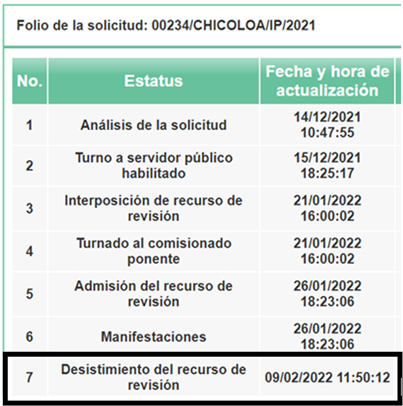 Folio de la solicitud: 00234/CHICOLOA/IP/2021
No. Estatus Fecha y hora de
actualización
1 Análisis de la solicitud 14/12/2021
10:47:55
2 Turno a servidor público
habilitado 15/12/2021
18:25:17
3 Interposición de recurso de
revisión 21/01/2022
16:00:02
4 Turnado al comisionado
ponente 21/01/2022
16:00:02
5 Admisión del recurso de
revisión 26/01/2022
18:23:06
6 Manifestaciones 26/01/2022
18:23:06
7 Desistimiento del recurso de
revisión 09/02/2022 11:50:12